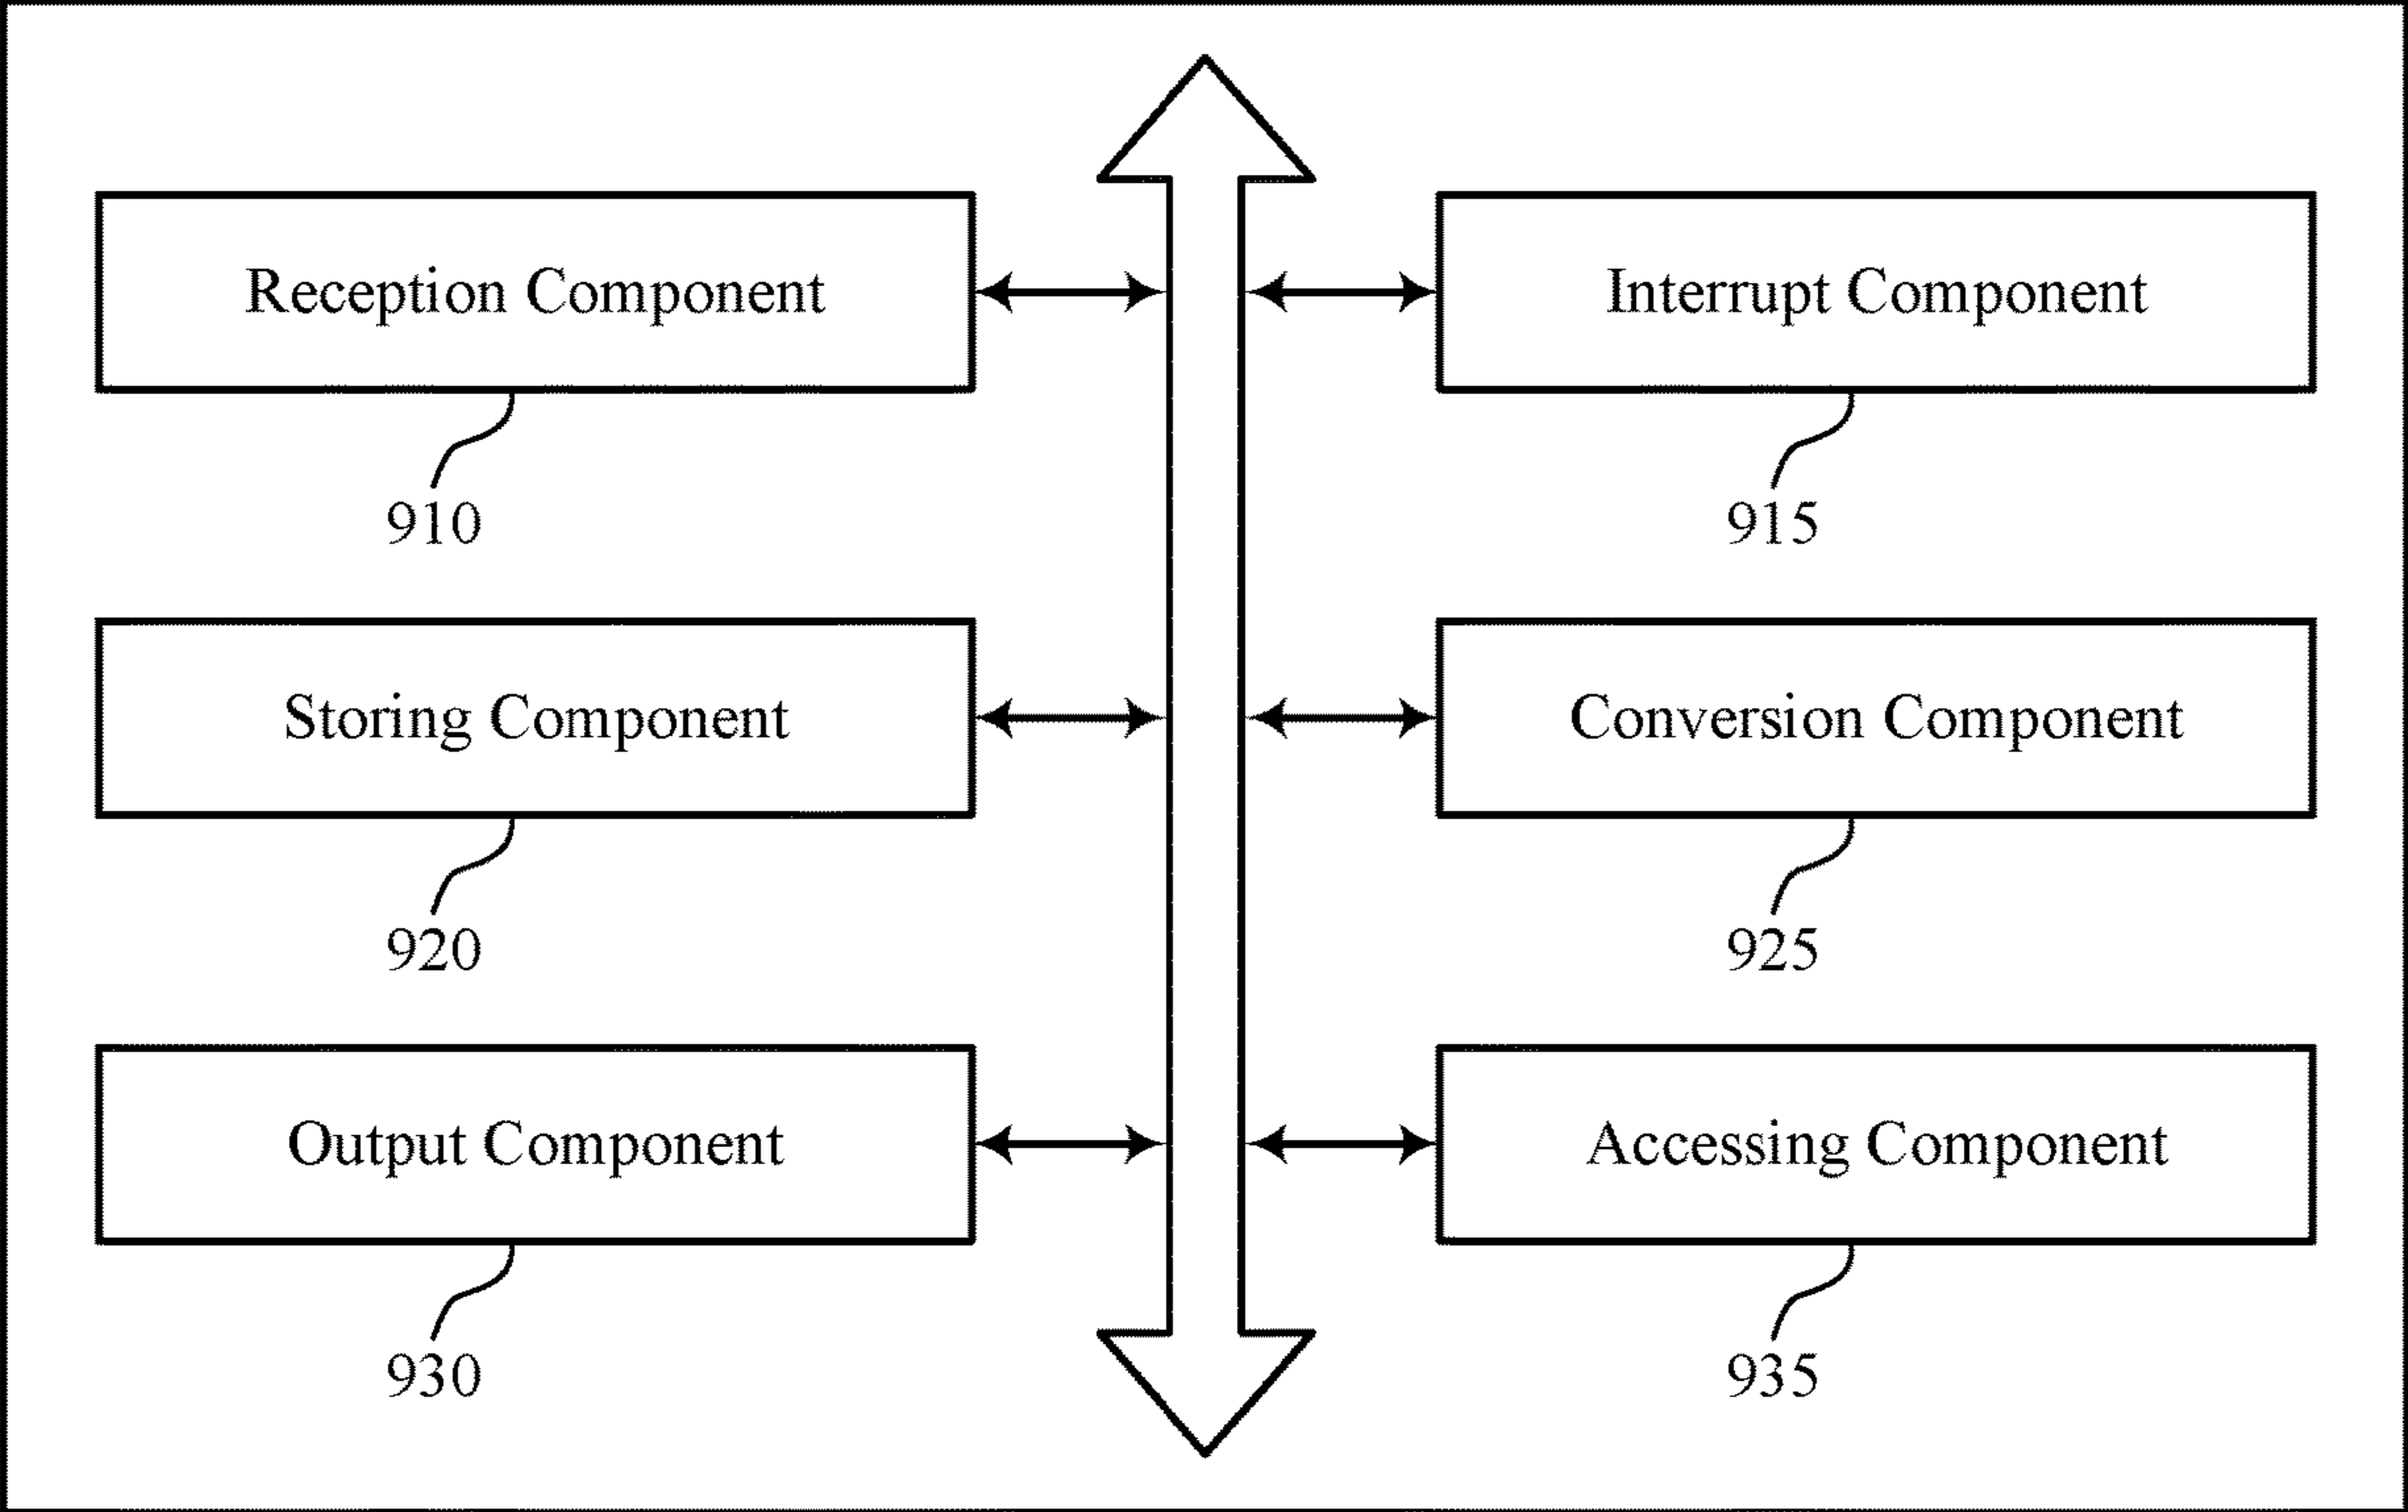 Reception Component
Interrupt Component
910
915
Storing Component
Conversion Component
920
925
Output Component
Accessing Component
930
935